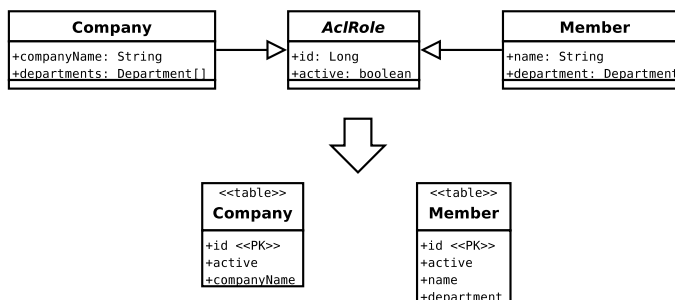 Company
+companyName: String
+departments: Department[]
AclRole
+id: Long
+active: boolean
Member
+name: String
+department: Department
<<table>>
Company
+id <<PK>>
+active
+companyName
<<table>>
Member
+id <<PK>>
+active
+name
+department